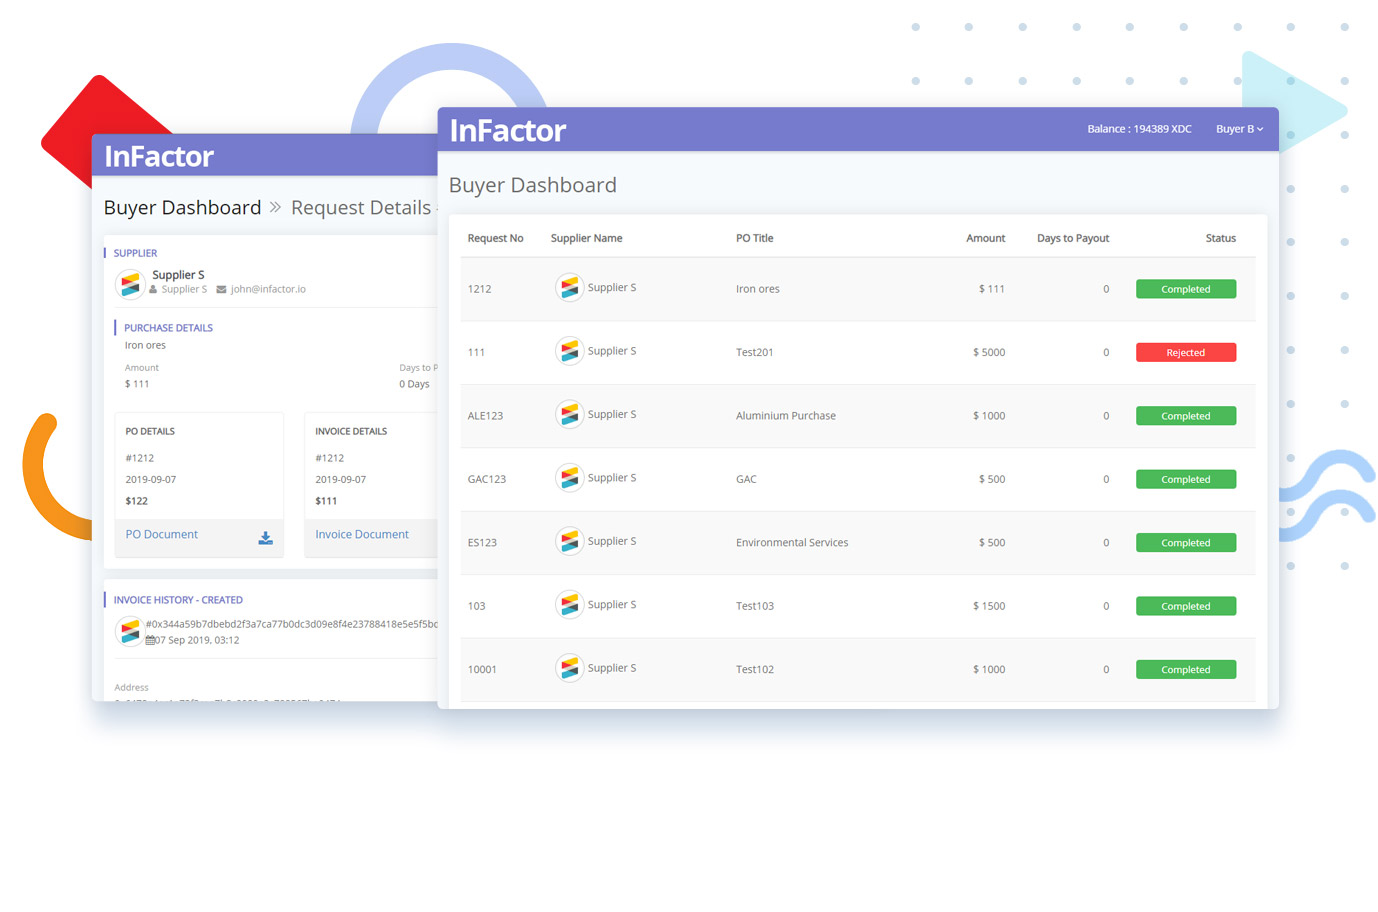 InFactor
Buyer Dashboard » Request Details -
SUPPLIER
Supplier S
Supplier S john@infactor.io
PURCHASE DETAILS
Iron ores
Amount Days to P
$ 111 0 Days
PO DETAILS
#1212
2019-09-07
$122
PO Document
INVOICE DETAILS
#1212
2019-09-07
$111
Invoice Document
INVOICE HISTORY - CREATED
#0x344a59b7dbebd2f3a7ca77b0dc3d09e8f4e23788418e5e5f5bd
07 Sep 2019, 03:12
Address
InFactor Balance : 194389 XDC Buyer B
Buyer Dashboard
Request No Supplier Name PO Title Amount Days to Payout Status
1212 Supplier S Iron ores $ 111 0 Completed
111 Supplier S Test201 $ 5000 0 Rejected
ALE123 Supplier S Aluminium Purchase $ 1000 0 Completed
GAC123 Supplier S GAC $ 500 0 Completed
ES123 Supplier S Environmental Services $ 500 0 Completed
103 Supplier S Test103 $ 1500 0 Completed
10001 Supplier S Test102 $ 1000 0 Completed